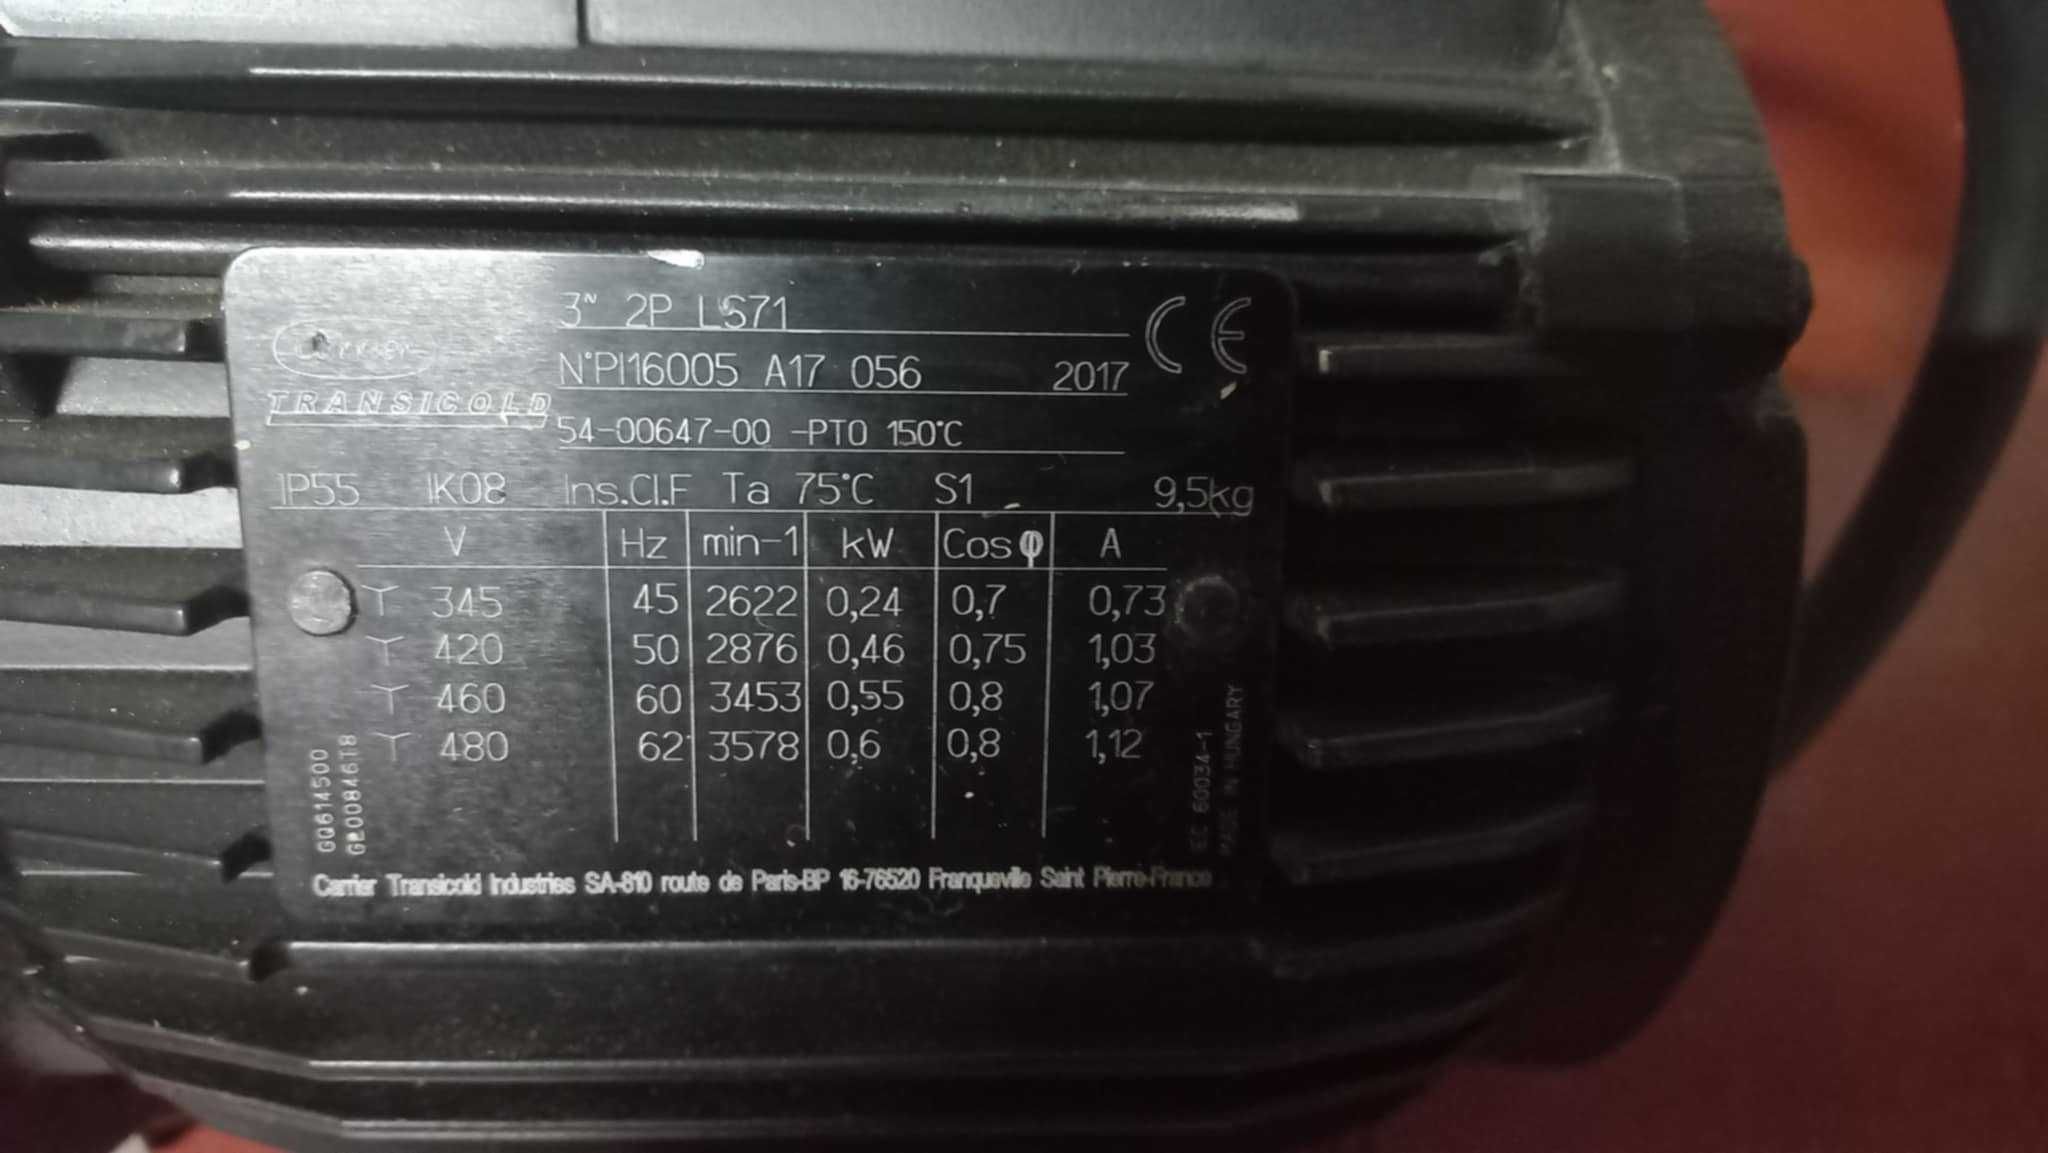 3~ 2P LS71
CE
Carrier
TRANSICOLD
N°PI16005 A17 056 2017
54-00647-00 -PTO 150°C
IP55 IK08 Ins.Cl.F Ta 75°C S1 9,5kg
V Hz min-1 kW Cos φ A
Y 345 45 2622 0,24 0,7 0,73
Y 420 50 2876 0,46 0,75 1,03
Y 460 60 3453 0,55 0,8 1,07
Y 480 62 3578 0,6 0,8 1,12
GQ614500
IEC 60034-1
MADE IN HUNGARY
Carrier Transicold Industries SA-810 route de Paris-BP 16-76520 Franqueville Saint Pierre-France